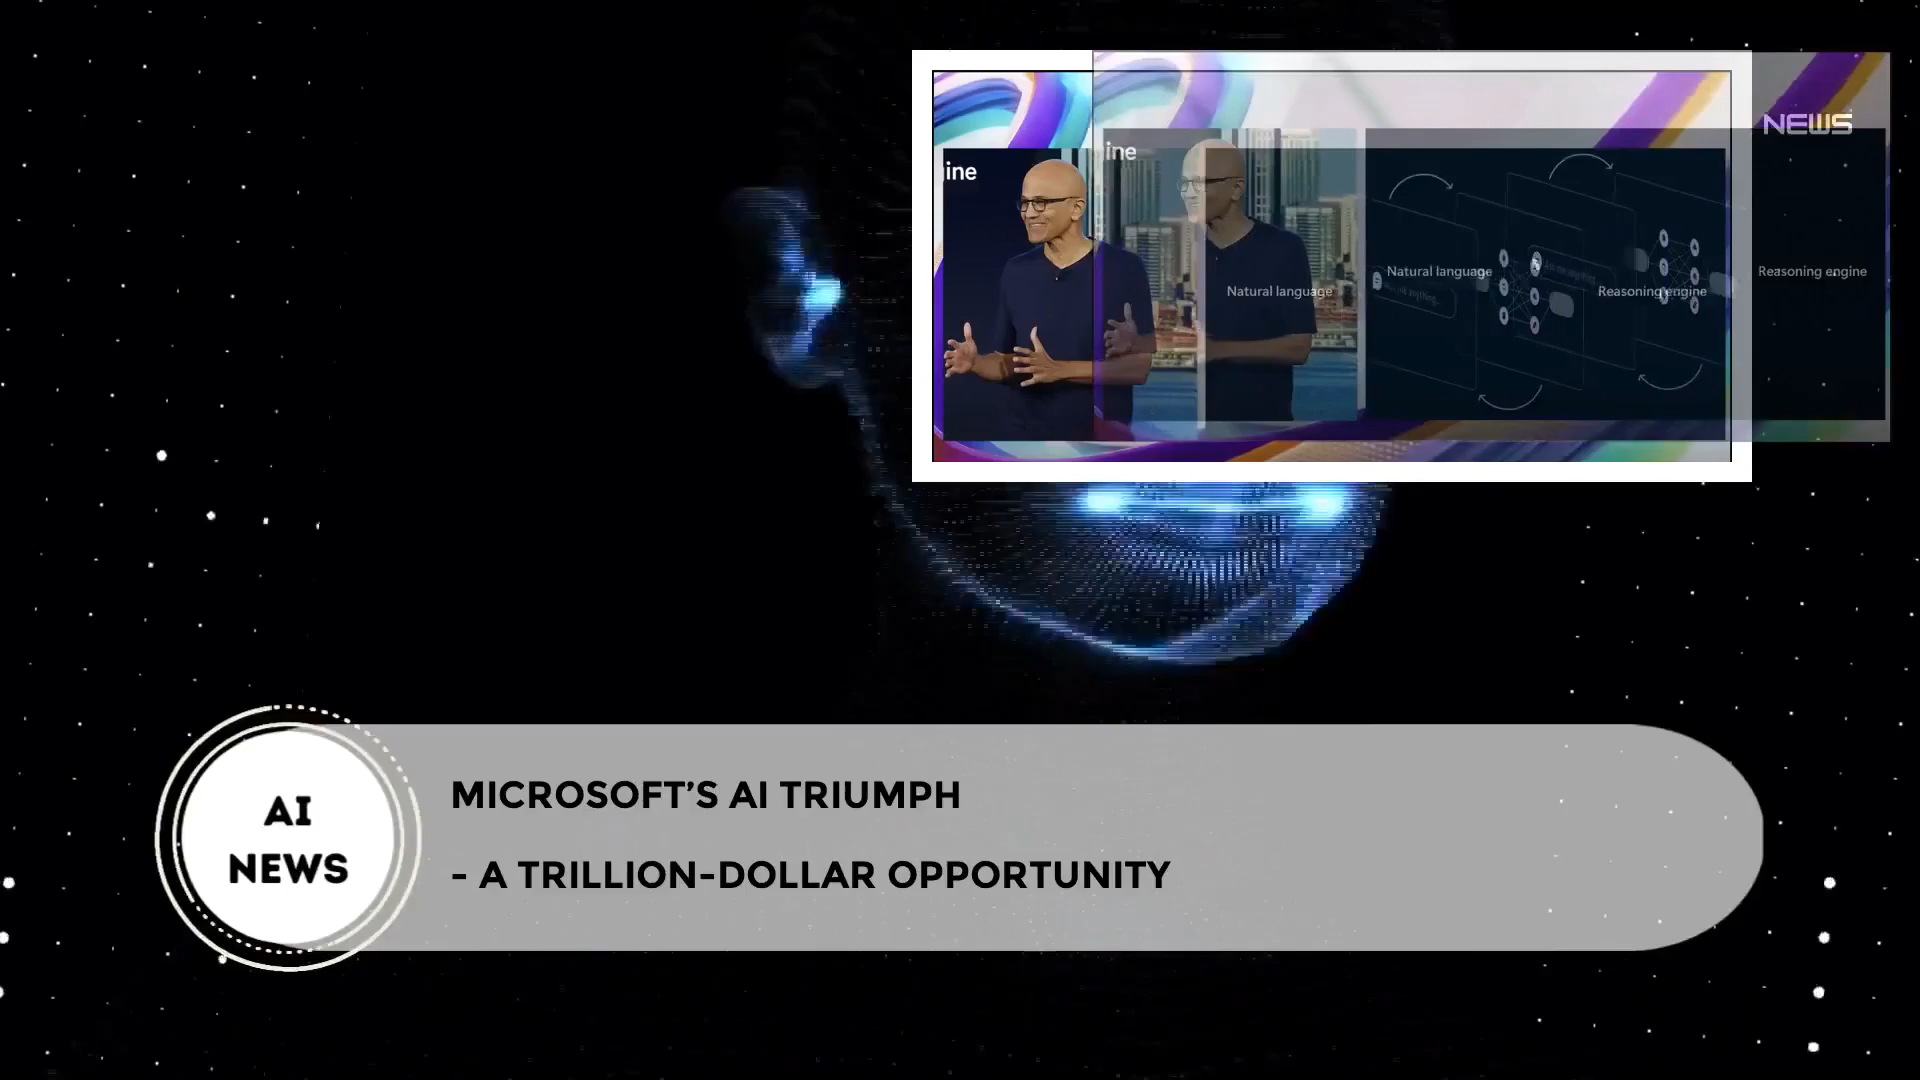 NEWS
ine
ine
Natural language
Reasoning engine
Natural language
Reasoning engine
AI
NEWS
MICROSOFT’S AI TRIUMPH
- A TRILLION-DOLLAR OPPORTUNITY